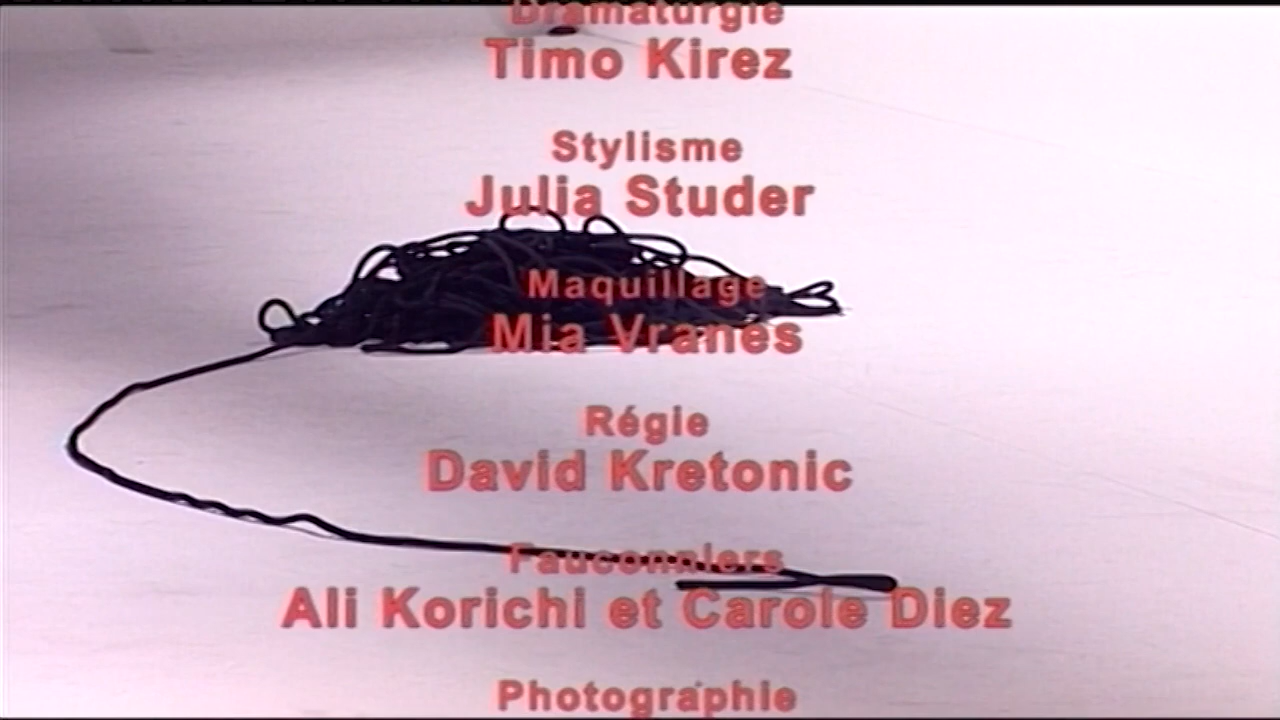 Dramaturgie
Timo Kirez
Stylisme
Julia Studer
Maquillage
Mia Vranes
Régie
David Kretonic
Fauconniers
Ali Korichi et Carole Diez
Photographie